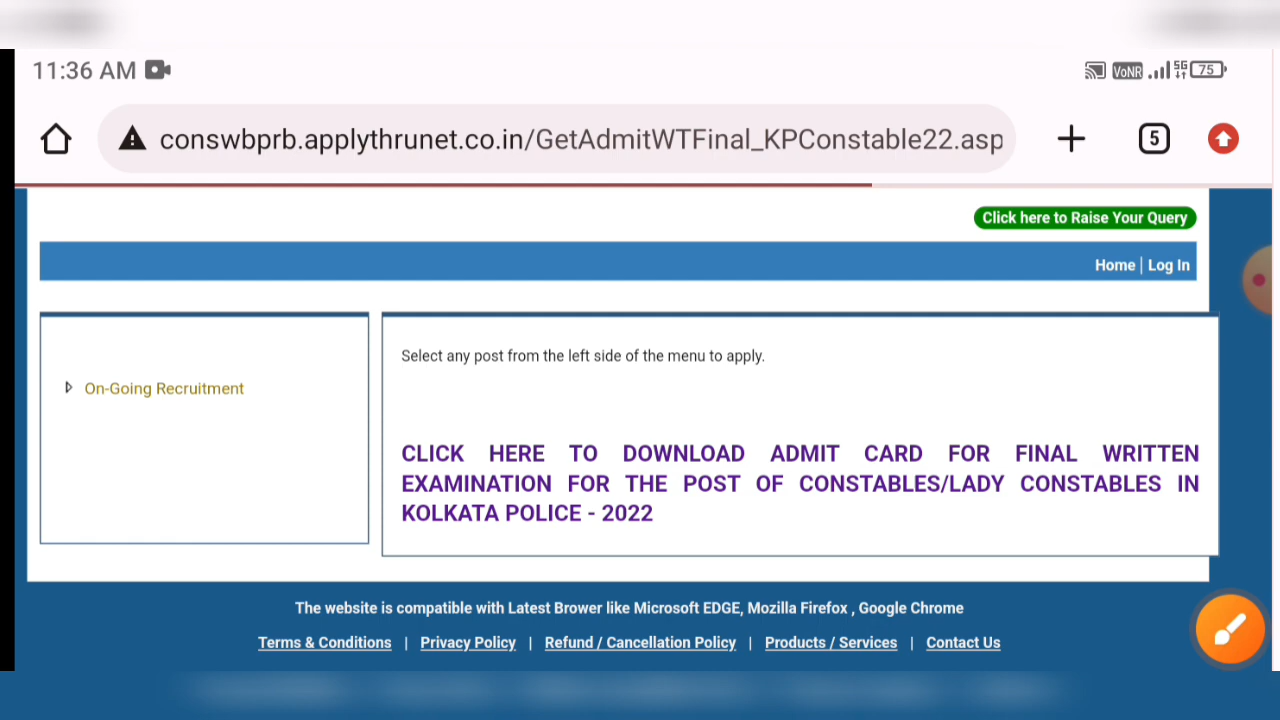 11:36 AM
VoNR 5G 75
conswbprb.applythrunet.co.in/GetAdmitWTFinal_KPConstable22.asp
5
Click here to Raise Your Query
Home | Log In
On-Going Recruitment
Select any post from the left side of the menu to apply.
CLICK HERE TO DOWNLOAD ADMIT CARD FOR FINAL WRITTEN
EXAMINATION FOR THE POST OF CONSTABLES/LADY CONSTABLES IN
KOLKATA POLICE - 2022
The website is compatible with Latest Brower like Microsoft EDGE, Mozilla Firefox , Google Chrome
Terms & Conditions | Privacy Policy | Refund / Cancellation Policy | Products / Services | Contact Us